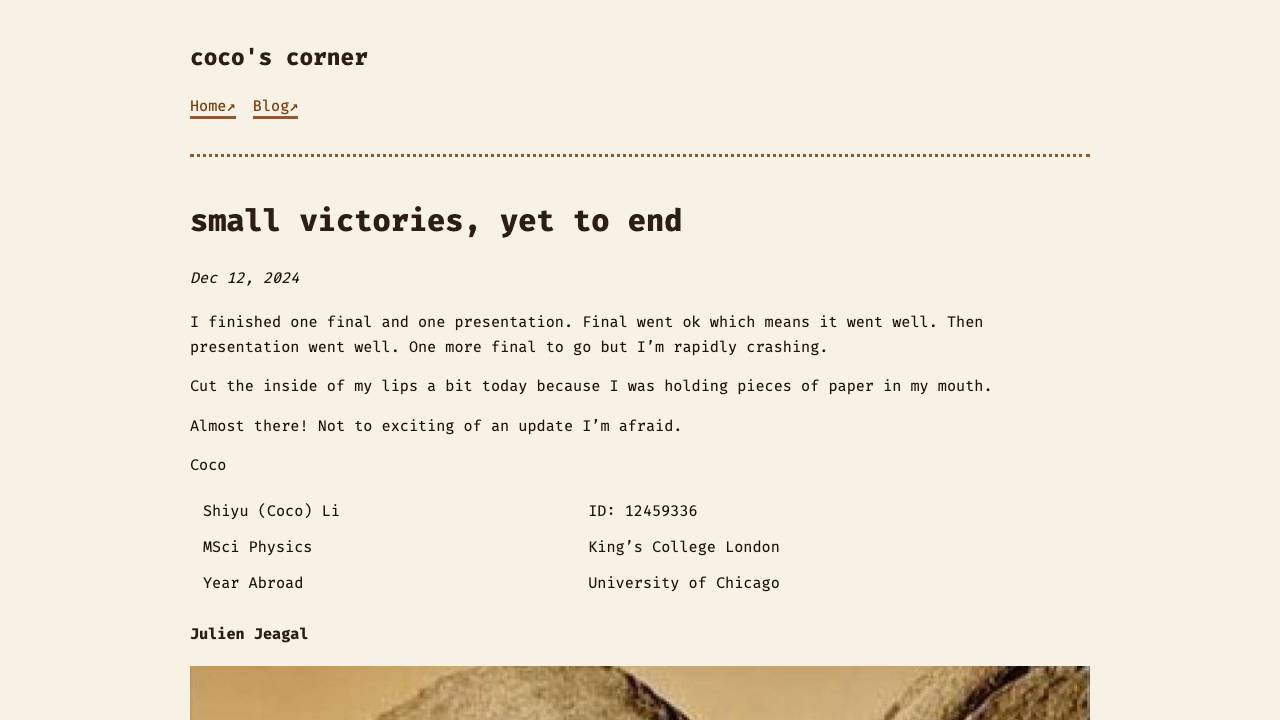 coco's corner
Home↗ Blog↗
small victories, yet to end
Dec 12, 2024
I finished one final and one presentation. Final went ok which means it went well. Then
presentation went well. One more final to go but I’m rapidly crashing.
Cut the inside of my lips a bit today because I was holding pieces of paper in my mouth.
Almost there! Not to exciting of an update I’m afraid.
Coco
Shiyu (Coco) Li ID: 12459336
MSci Physics King’s College London
Year Abroad University of Chicago
Julien Jeagal